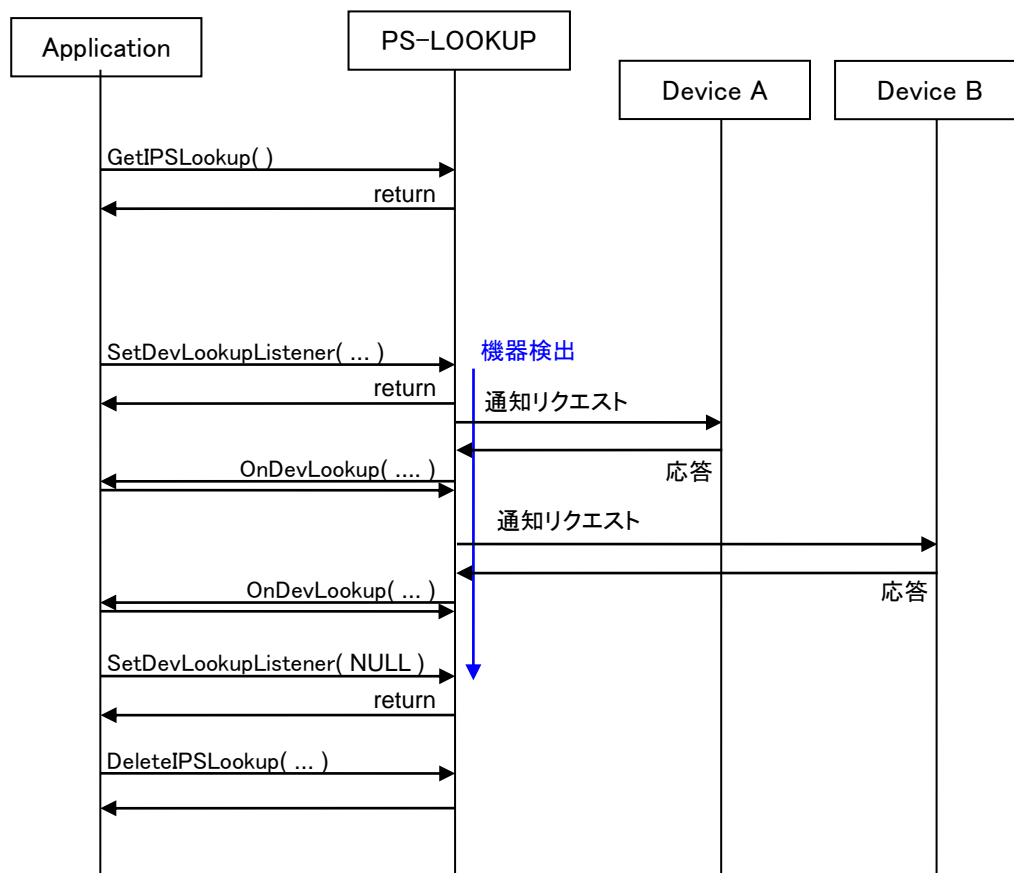 Application
PS-LOOKUP
Device A
Device B
GetIPSLookup( )
return
SetDevLookupListener( ... )
機器検出
return
通知リクエスト
OnDevLookup( .... )
応答
通知リクエスト
OnDevLookup( ... )
応答
SetDevLookupListener( NULL )
return
DeleteIPSLookup( ... )